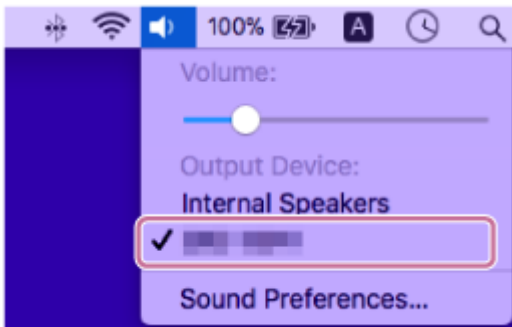 100% A
Volume:
Output Device:
Internal Speakers
Sound Preferences...